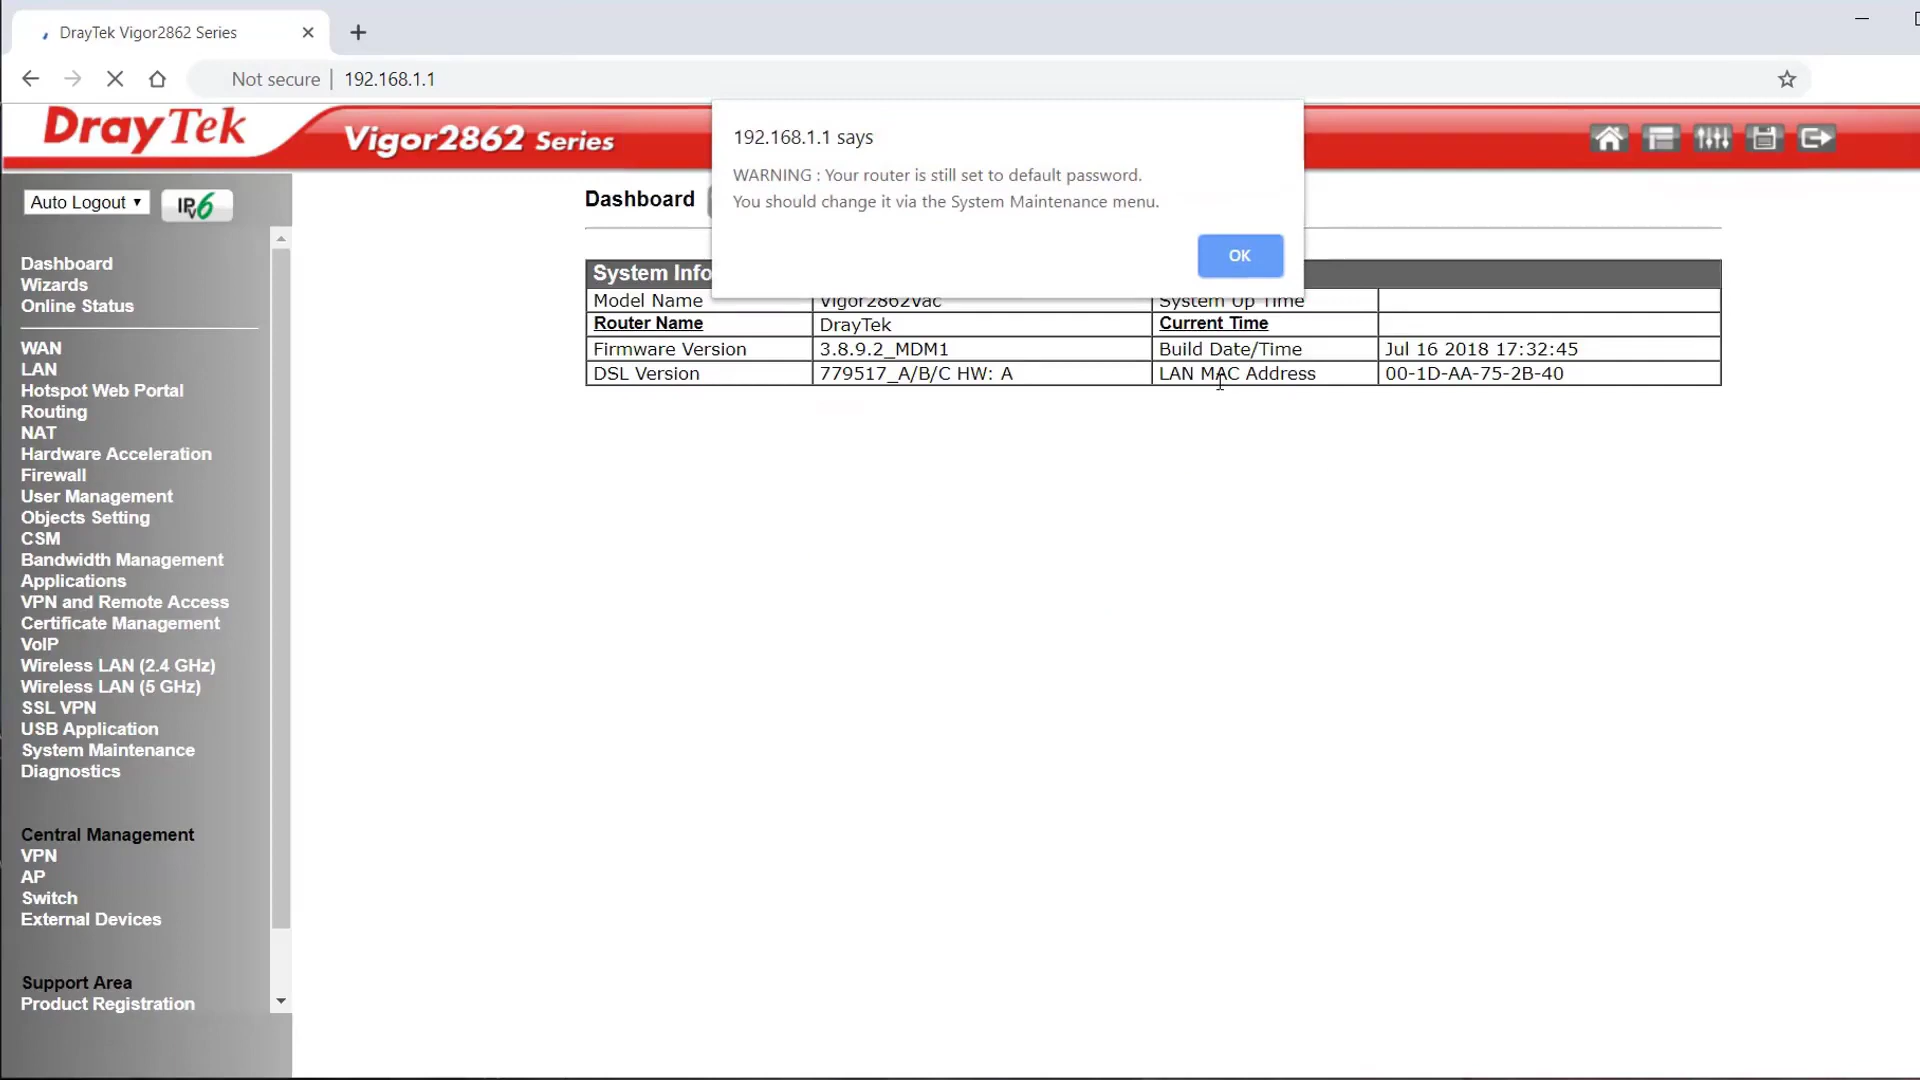 DrayTek Vigor2862 Series
Not secure | 192.168.1.1
DrayTek
Vigor2862 Series
192.168.1.1 says
WARNING : Your router is still set to default password.
You should change it via the System Maintenance menu.
OK
Auto Logout
IPv6
Dashboard
Wizards
Online Status
WAN
LAN
Hotspot Web Portal
Routing
NAT
Hardware Acceleration
Firewall
User Management
Objects Setting
CSM
Bandwidth Management
Applications
VPN and Remote Access
Certificate Management
VoIP
Wireless LAN (2.4 GHz)
Wireless LAN (5 GHz)
SSL VPN
USB Application
System Maintenance
Diagnostics
Central Management
VPN
AP
Switch
External Devices
Support Area
Product Registration
Dashboard
System Info
Model Name Vigor2862Vac System Up Time
Router Name DrayTek Current Time
Firmware Version 3.8.9.2_MDM1 Build Date/Time Jul 16 2018 17:32:45
DSL Version 779517_A/B/C HW: A LAN MAC Address 00-1D-AA-75-2B-40